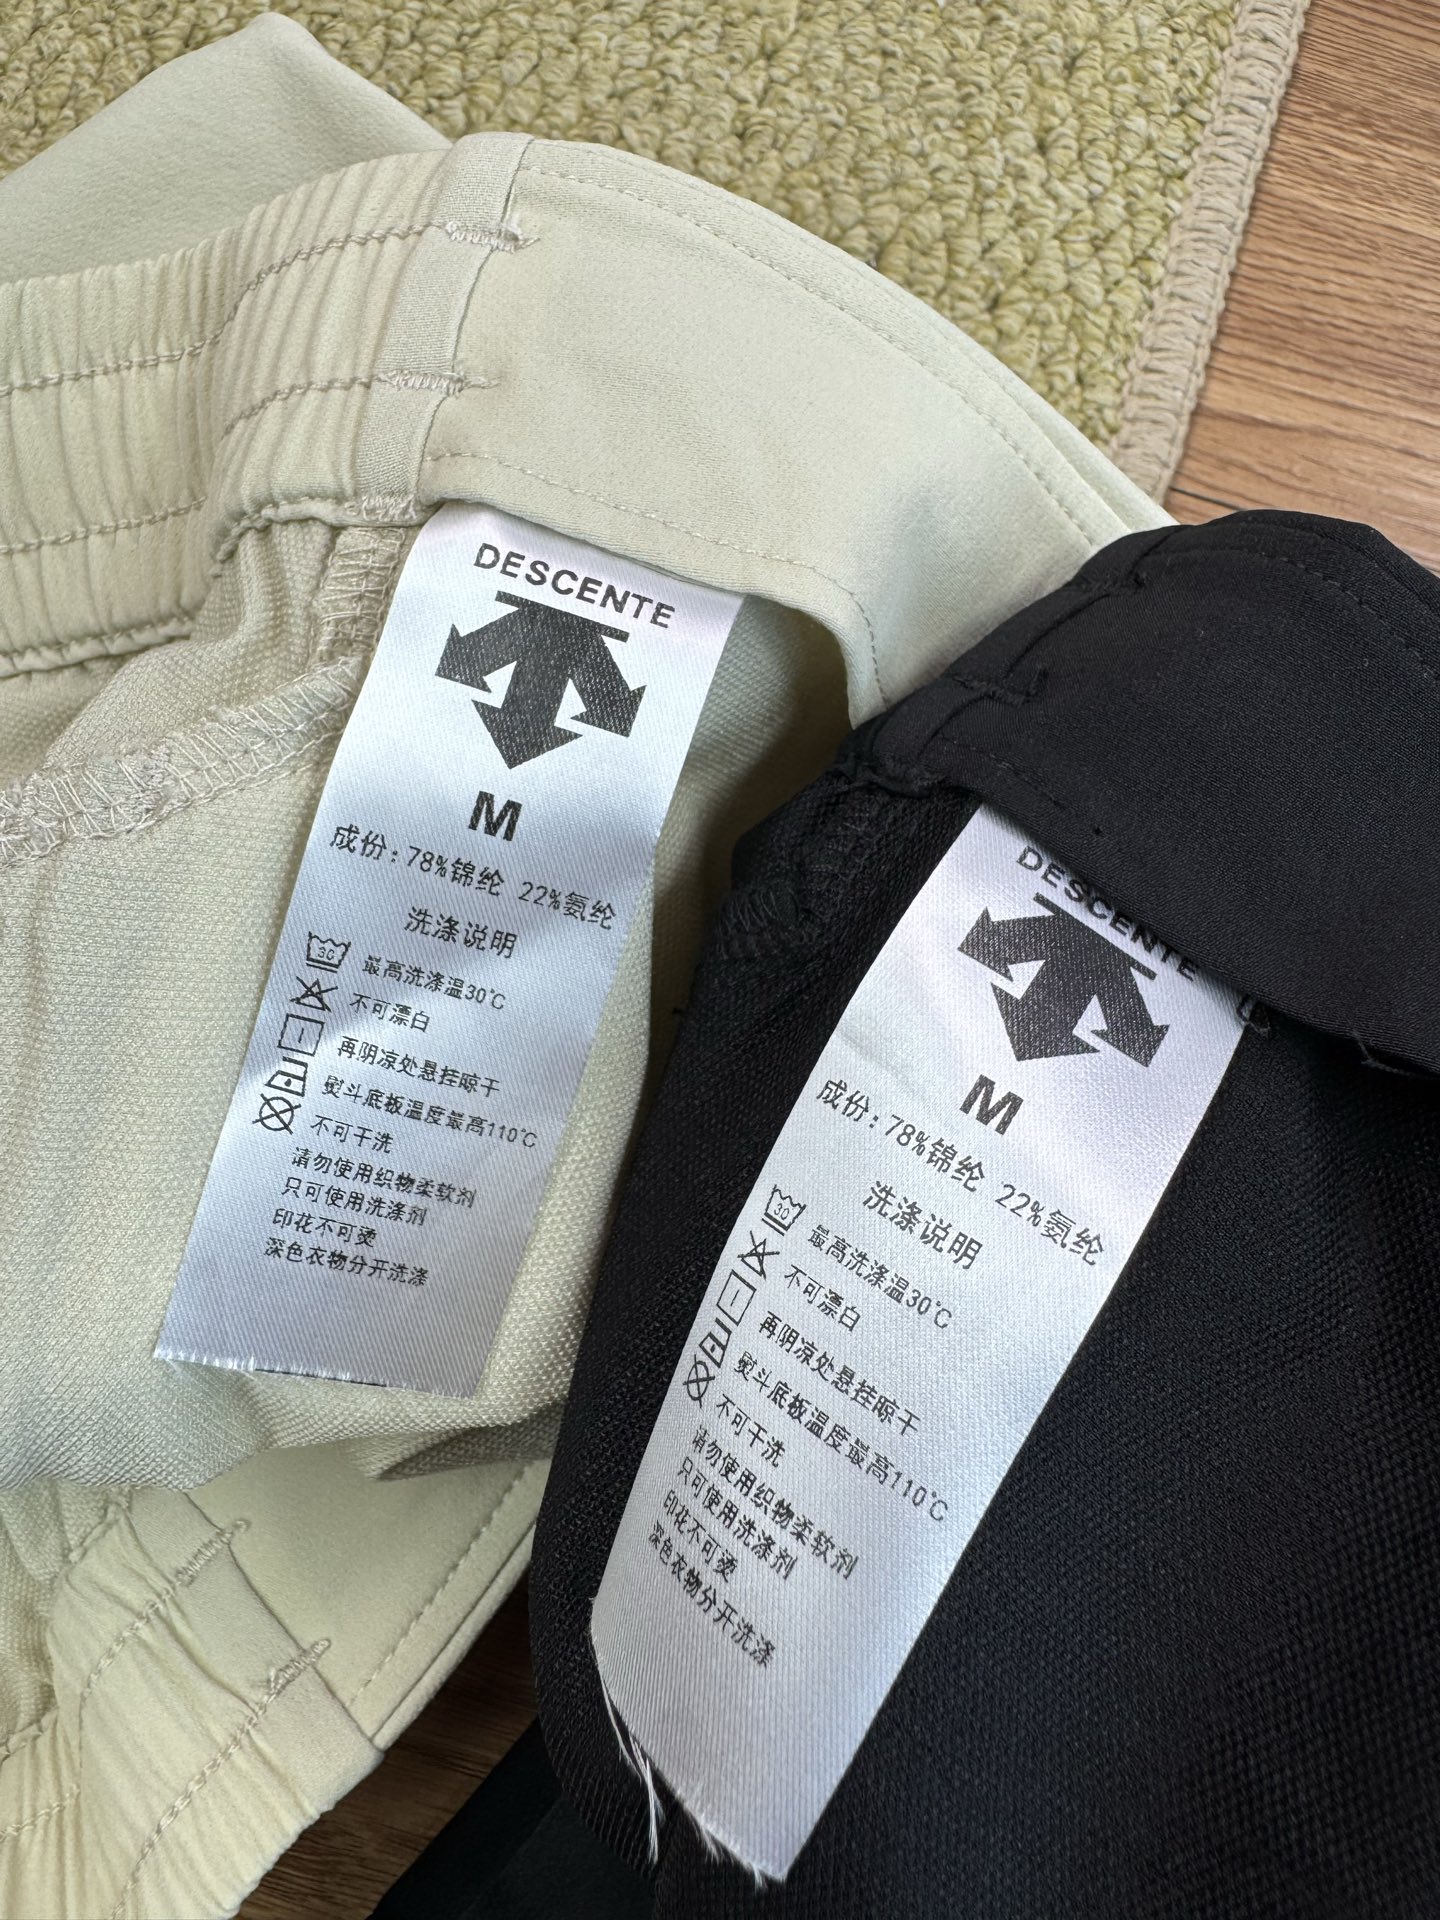 DESCENTE
M
成份:78%锦纶 22%氨纶
洗涤说明
30
最高洗涤温30℃
不可漂白
再阴凉处悬挂晾干
熨斗底板温度最高110℃
不可干洗
请勿使用织物柔软剂
只可使用洗涤剂
印花不可烫
深色衣物分开洗涤
DESCENTE
M
成份:78%锦纶 22%氨纶
洗涤说明
30
最高洗涤温30℃
不可漂白
再阴凉处悬挂晾干
熨斗底板温度最高110℃
不可干洗
请勿使用织物柔软剂
只可使用洗涤剂
印花不可烫
深色衣物分开洗涤